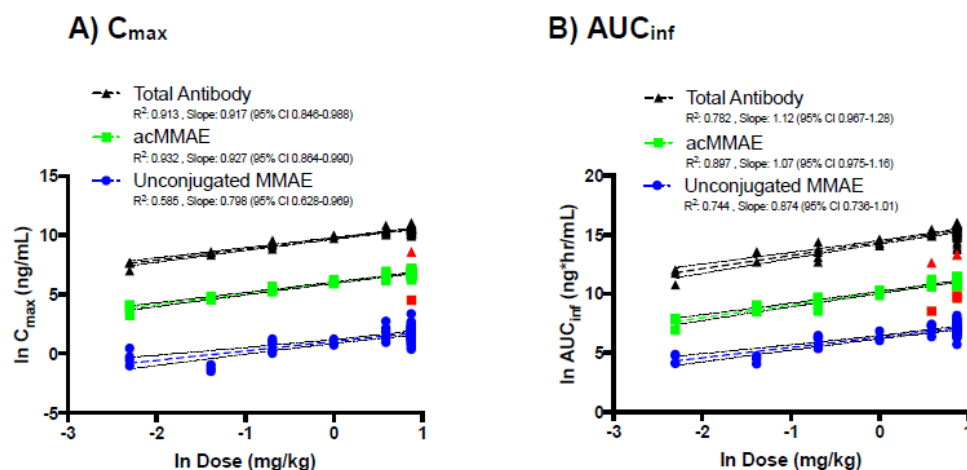 A) Cmax
Total Antibody
R²: 0.913 , Slope: 0.917 (95% CI 0.846-0.988)
acMMAE
R²: 0.932 , Slope: 0.927 (95% CI 0.864-0.990)
Unconjugated MMAE
R²: 0.585 , Slope: 0.798 (95% CI 0.628-0.969)
15
10
5
0
-5
ln Cmax (ng/mL)
-3 -2 -1 0 1
ln Dose (mg/kg)
B) AUCinf
Total Antibody
R²: 0.782 , Slope: 1.12 (95% CI 0.967-1.28)
acMMAE
R²: 0.897 , Slope: 1.07 (95% CI 0.975-1.16)
Unconjugated MMAE
R²: 0.744 , Slope: 0.874 (95% CI 0.736-1.01)
20
15
10
5
0
ln AUCinf (ng*hr/mL)
-3 -2 -1 0 1
ln Dose (mg/kg)